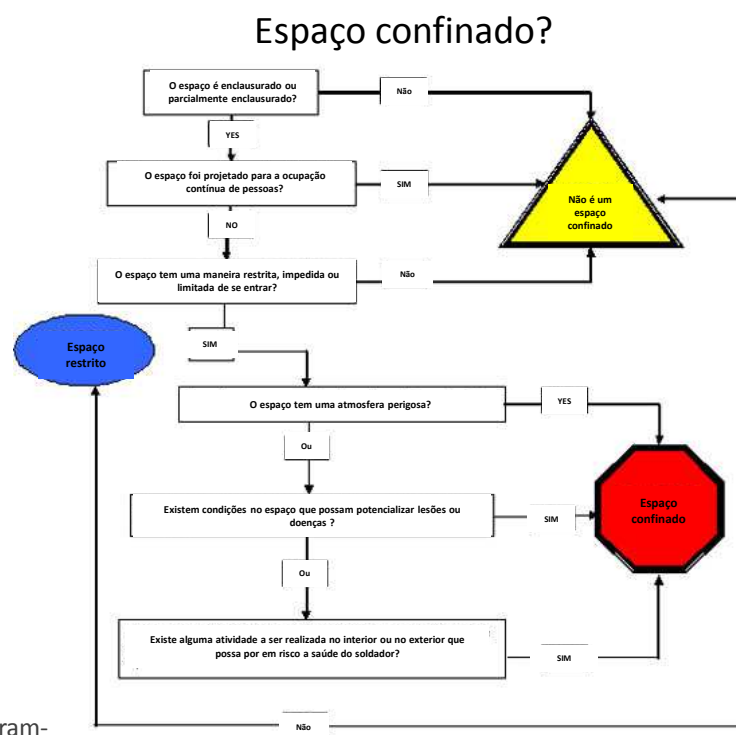 Espaço confinado?
O espaço é enclausurado ou
parcialmente enclausurado?
Não
YES
O espaço foi projetado para a ocupação
contínua de pessoas?
SIM
Não é um
espaço
confinado
NO
O espaço tem uma maneira restrita, impedida ou
limitada de se entrar?
Não
SIM
Espaço
restrito
O espaço tem uma atmosfera perigosa?
YES
Ou
Existem condições no espaço que possam potencializar lesões ou
doenças ?
SIM
Espaço
confinado
Ou
Existe alguma atividade a ser realizada no interior ou no exterior que
possa por em risco a saúde do soldador?
SIM
Não
ram-